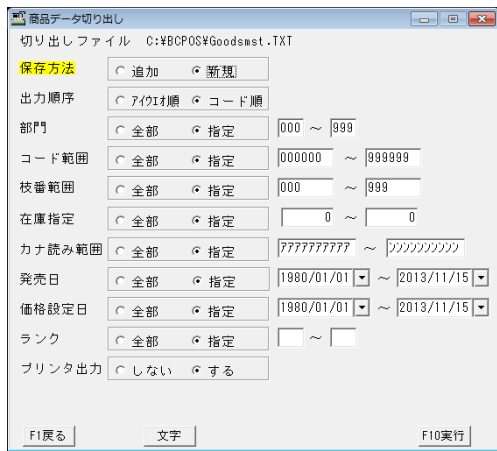 商品データ切り出し
切り出しファイル C:¥BCPOS¥Goodsmst.TXT
保存方法 追加 新規
出力順序 ｱｲｳｴｵ順 コード順
部門 全部 指定 000 ～ 999
コード範囲 全部 指定 000000 ～ 999999
枝番範囲 全部 指定 000 ～ 999
在庫指定 全部 指定 0 ～ 0
カナ読み範囲 全部 指定 ｱｱｱｱｱｱｱｱｱｱ ～ ﾝﾝﾝﾝﾝﾝﾝﾝﾝﾝ
発売日 全部 指定 1980/01/01 ～ 2013/11/15
価格設定日 全部 指定 1980/01/01 ～ 2013/11/15
ランク 全部 指定 ～
プリンタ出力 しない する
F1戻る 文字 F10実行